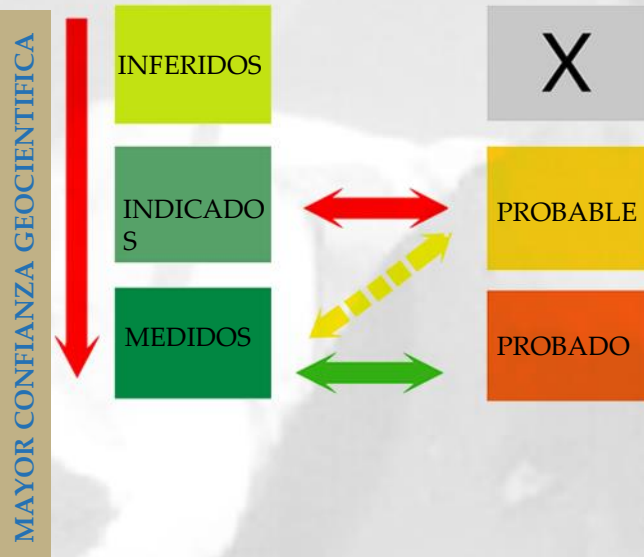 MAYOR CONFIANZA GEOCIENTIFICA
INFERIDOS
X
INDICADO
S
PROBABLE
MEDIDOS
PROBADO